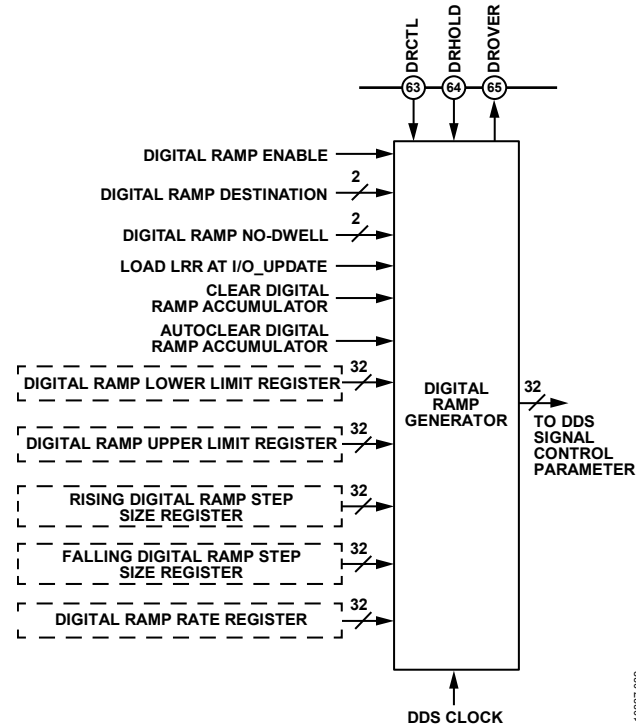 DRCTL
DRHOLD
DROVER
63
64
65
DIGITAL RAMP ENABLE
2
DIGITAL RAMP DESTINATION
2
DIGITAL RAMP NO-DWELL
LOAD LRR AT I/O_UPDATE
CLEAR DIGITAL
RAMP ACCUMULATOR
AUTOCLEAR DIGITAL
RAMP ACCUMULATOR
32
DIGITAL RAMP LOWER LIMIT REGISTER
32
DIGITAL RAMP UPPER LIMIT REGISTER
32
RISING DIGITAL RAMP STEP
SIZE REGISTER
32
FALLING DIGITAL RAMP STEP
SIZE REGISTER
32
DIGITAL RAMP RATE REGISTER
DIGITAL
RAMP
GENERATOR
32
TO DDS
SIGNAL
CONTROL
PARAMETER
DDS CLOCK